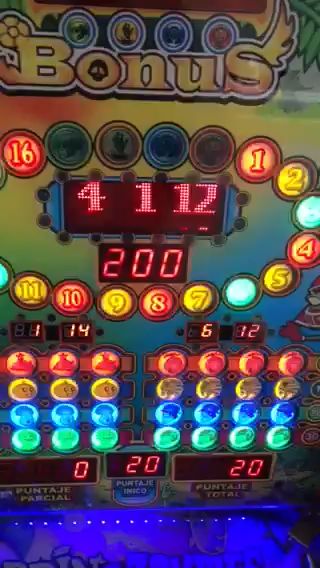 BonuS
16 1
2
4 1 12
4
200
5
11 10 9 8 7
1 14 6 12
0 20 20
PUNTAJE PARCIAL PUNTAJE UNICO PUNTAJE TOTAL